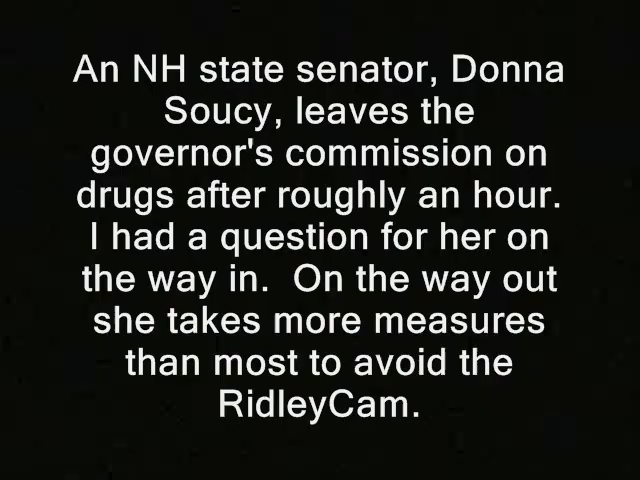 An NH state senator, Donna
Soucy, leaves the
governor's commission on
drugs after roughly an hour.
I had a question for her on
the way in.  On the way out
she takes more measures
than most to avoid the
RidleyCam.